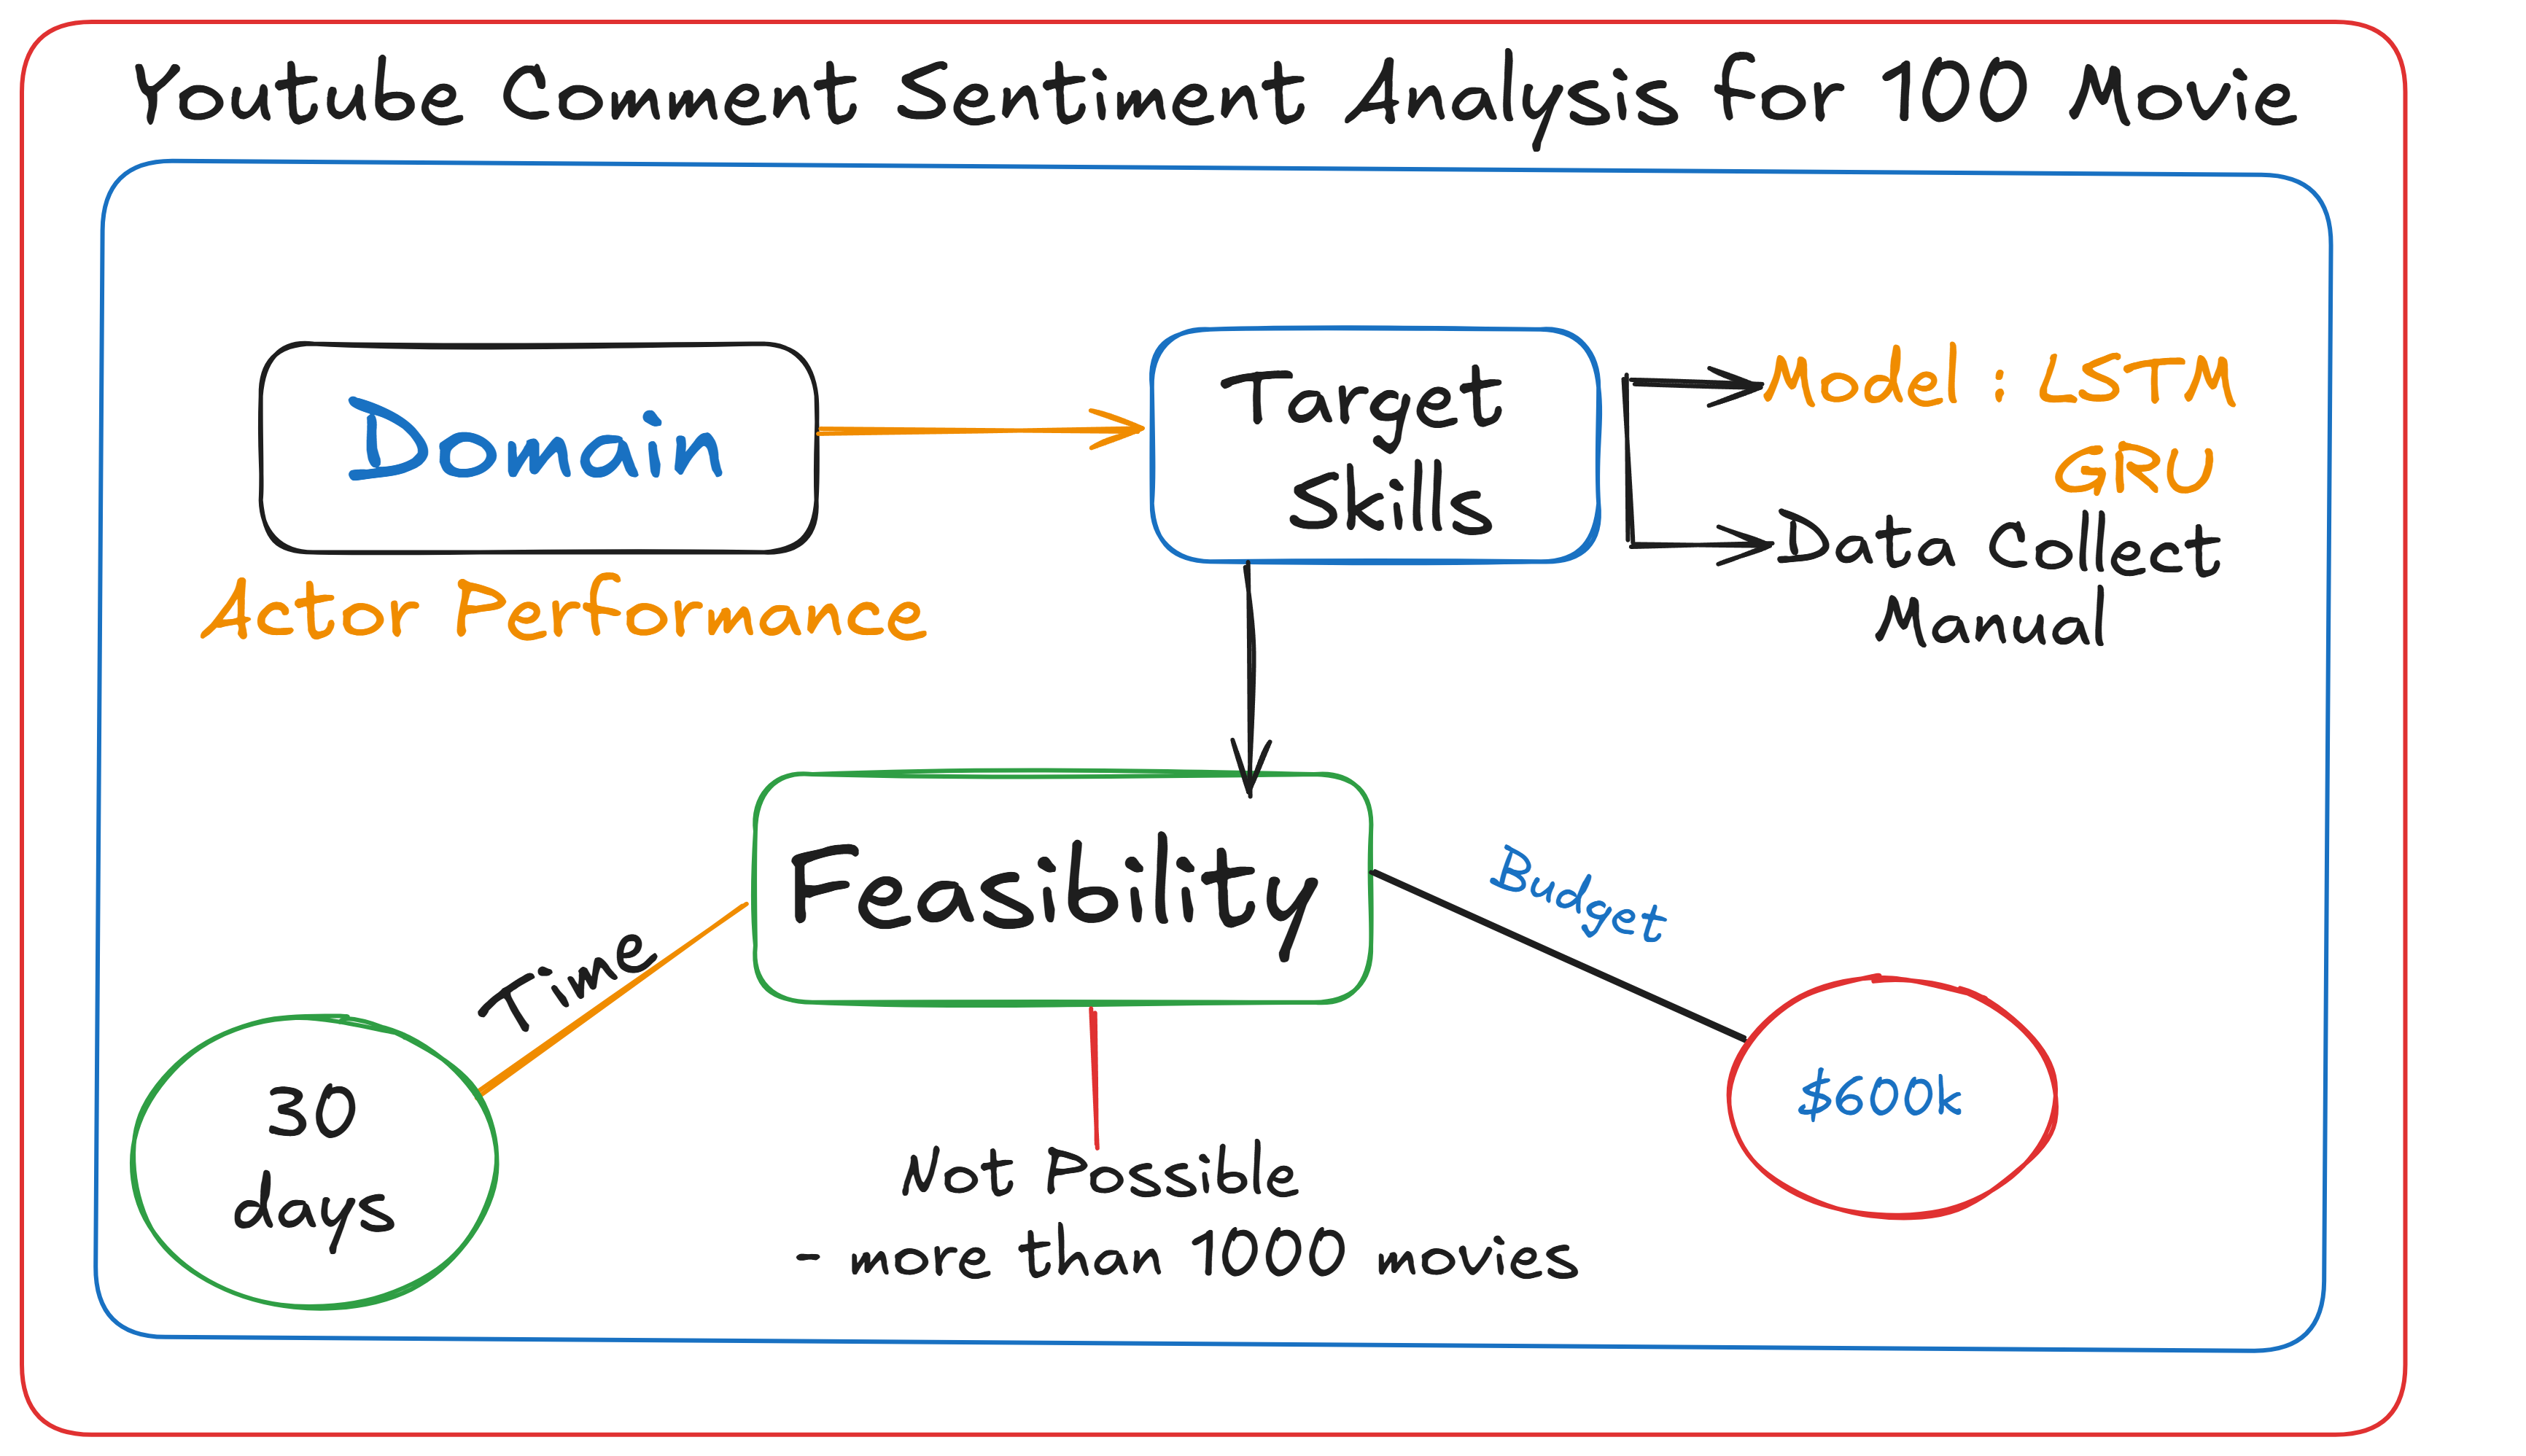 Youtube Comment Sentiment Analysis for 100 Movie
Domain
Actor Performance
Target
Skills
Model : LSTM
GRU
Data Collect
Manual
Feasibility
Time
30
days
Budget
$600k
Not Possible
- more than 1000 movies